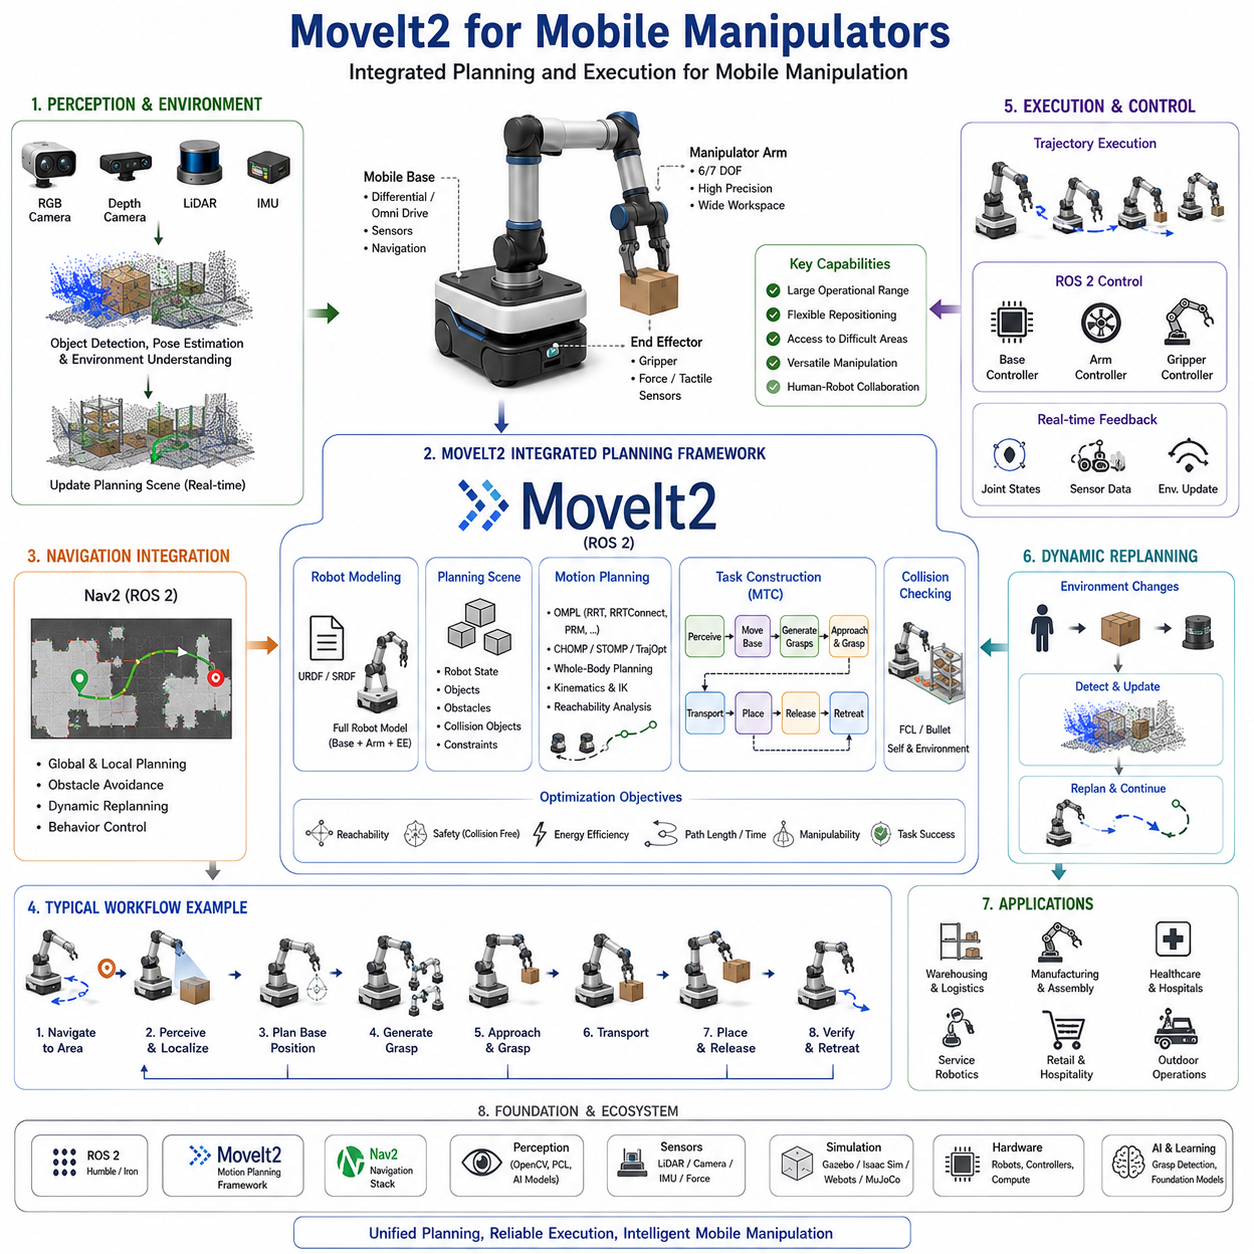 MoveIt2 for Mobile Manipulators
Integrated Planning and Execution for Mobile Manipulation
1. PERCEPTION & ENVIRONMENT
RGB
Camera
Depth
Camera
LiDAR
IMU
Object Detection, Pose Estimation
& Environment Understanding
Update Planning Scene (Real-time)
Mobile Base
• Differential /
Omni Drive
• Sensors
• Navigation
Manipulator Arm
• 6/7 DOF
• High Precision
• Wide Workspace
End Effector
• Gripper
• Force / Tactile
Sensors
Key Capabilities
Large Operational Range
Flexible Repositioning
Access to Difficult Areas
Versatile Manipulation
Human-Robot Collaboration
5. EXECUTION & CONTROL
Trajectory Execution
ROS 2 Control
Base
Controller
Arm
Controller
Gripper
Controller
Real-time Feedback
Joint States
Sensor Data
Env. Update
2. MOVELT2 INTEGRATED PLANNING FRAMEWORK
MoveIt2
(ROS 2)
Robot Modeling
URDF / SRDF
Full Robot Model
(Base + Arm + EE)
Planning Scene
• Robot State
• Objects
• Obstacles
• Collision Objects
• Constraints
Motion Planning
• OMPL (RRT, RRTConnect,
PRM, ...)
• CHOMP / STOMP / TrajOpt
• Whole-Body Planning
• Kinematics & IK
• Reachability Analysis
Task Construction
(MTC)
Perceive
Move
Base
Generate
Grasps
Approach
& Grasp
Transport
Place
Release
Retreat
Collision
Checking
FCL / Bullet
Self & Environment
Optimization Objectives
Reachability
Safety (Collision Free)
Energy Efficiency
Path Length / Time
Manipulability
Task Success
3. NAVIGATION INTEGRATION
Nav2 (ROS 2)
• Global & Local Planning
• Obstacle Avoidance
• Dynamic Replanning
• Behavior Control
6. DYNAMIC REPLANNING
Environment Changes
Detect & Update
Replan & Continue
4. TYPICAL WORKFLOW EXAMPLE
1. Navigate
to Area
2. Perceive
& Localize
3. Plan Base
Position
4. Generate
Grasp
5. Approach
& Grasp
6. Transport
7. Place
& Release
8. Verify
& Retreat
7. APPLICATIONS
Warehousing
& Logistics
Manufacturing
& Assembly
Healthcare
& Hospitals
Service
Robotics
Retail &
Hospitality
Outdoor
Operations
8. FOUNDATION & ECOSYSTEM
ROS 2
Humble / Iron
MoveIt2
Motion Planning
Framework
Nav2
Navigation
Stack
Perception
(OpenCV, PCL,
AI Models)
Sensors
LiDAR / Camera /
IMU / Force
Simulation
Gazebo / Isaac Sim /
Webots / MuJoCo
Hardware
Robots, Controllers,
Compute
AI & Learning
Grasp Detection,
Foundation Models
Unified Planning, Reliable Execution, Intelligent Mobile Manipulation